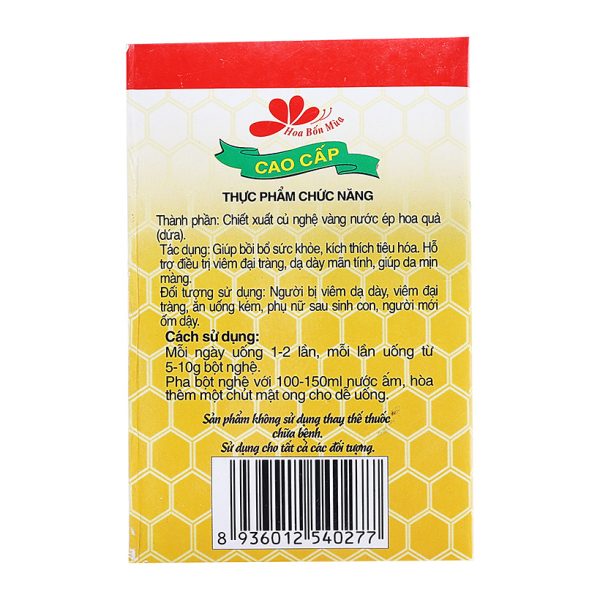 Hoa Bốn Mùa
CAO CẤP
THỰC PHẨM CHỨC NĂNG
Thành phần: Chiết xuất củ nghệ vàng nước ép hoa quả
(dứa).
Tác dụng: Giúp bồi bổ sức khỏe, kích thích tiêu hóa. Hỗ
trợ điều trị viêm đại tràng, dạ dày mãn tính, giúp da mịn
màng.
Đối tượng sử dụng: Người bị viêm dạ dày, viêm đại
tràng, ăn uống kém, phụ nữ sau sinh con, người mới
ốm dậy.
Cách sử dụng:
Mỗi ngày uống 1-2 lần, mỗi lần uống từ
5-10g bột nghệ.
Pha bột nghệ với 100-150ml nước ấm, hòa
thêm một chút mật ong cho dễ uống.
Sản phẩm không sử dụng thay thế thuốc
chữa bệnh.
Sử dụng cho tất cả các đối tượng.
8 936012 540277